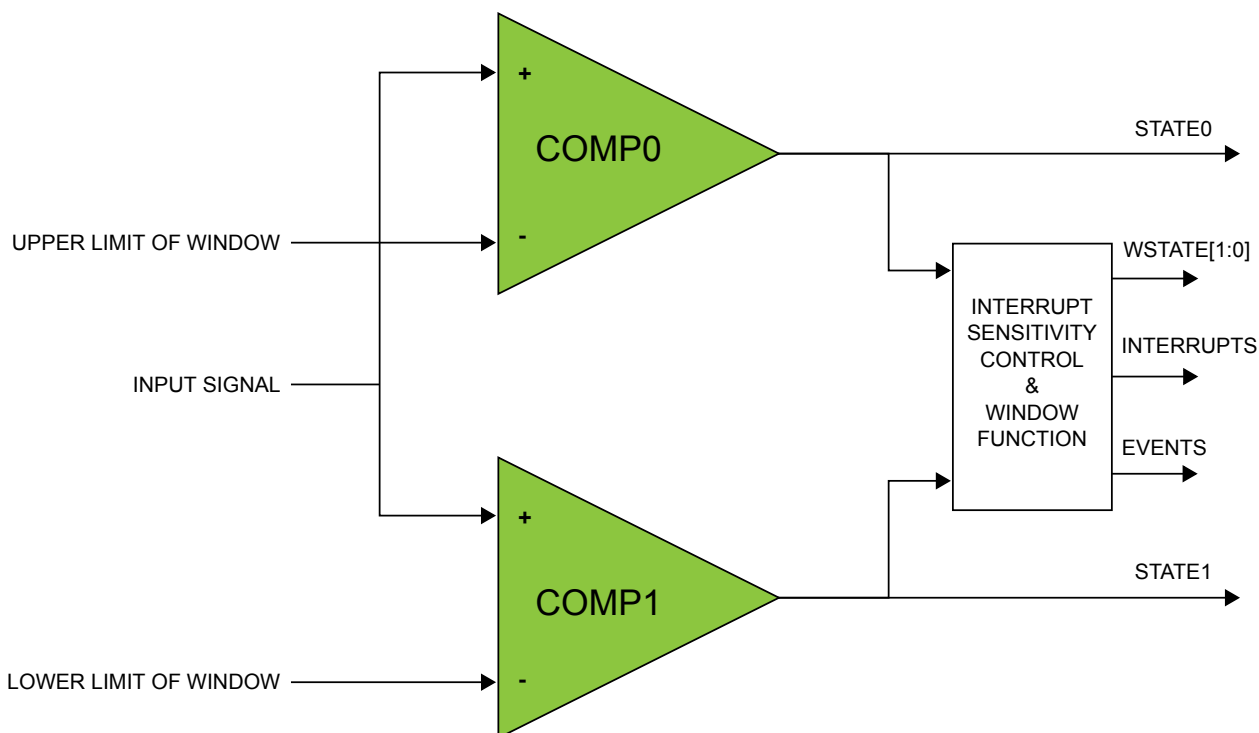 +
COMP0
-
STATE0
UPPER LIMIT OF WINDOW
WSTATE[1:0]
INTERRUPT
SENSITIVITY
CONTROL
&
WINDOW
FUNCTION
INTERRUPTS
INPUT SIGNAL
EVENTS
+
COMP1
-
STATE1
LOWER LIMIT OF WINDOW